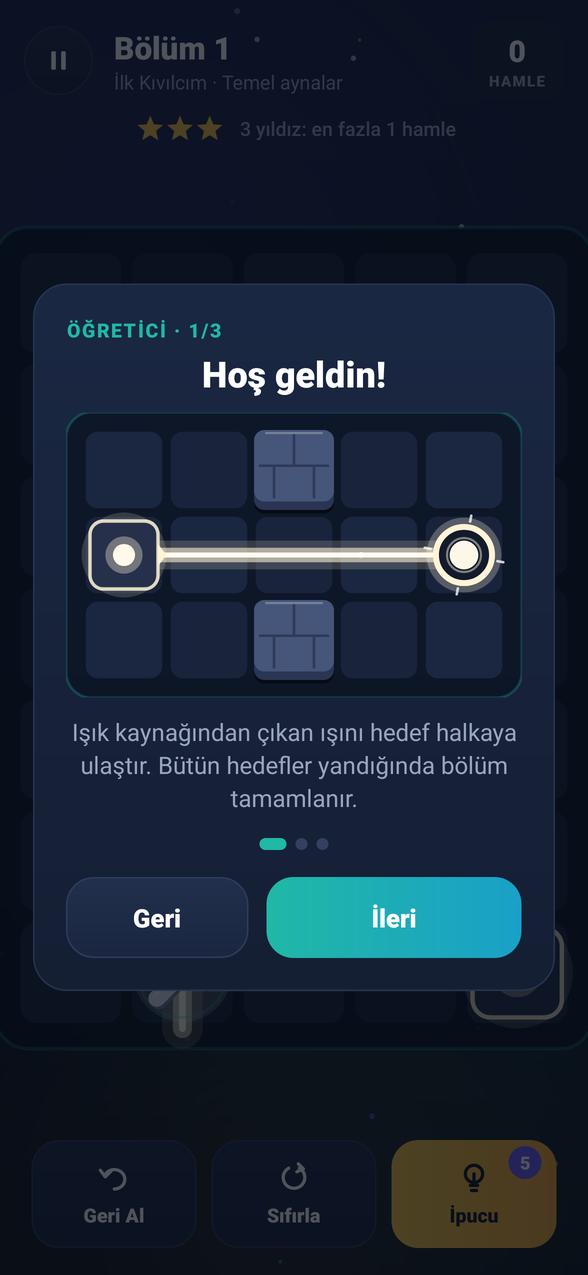 Bölüm 1
İlk Kıvılcım · Temel aynalar
0
HAMLE
3 yıldız: en fazla 1 hamle
ÖĞRETİCİ · 1/3
Hoş geldin!
Işık kaynağından çıkan ışını hedef halkaya
ulaştır. Bütün hedefler yandığında bölüm
tamamlanır.
Geri
İleri
Geri Al
Sıfırla
5
İpucu